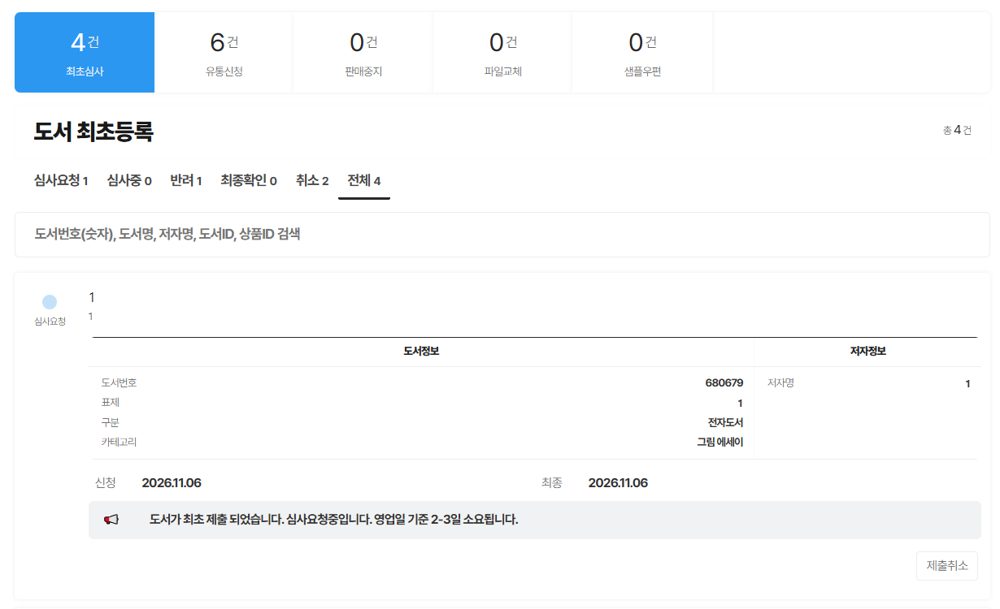 4건
최초심사
6건
유통신청
0건
판매중지
0건
파일교체
0건
샘플우편
도서 최초등록
총 4 건
심사요청 1 심사중 0 반려 1 최종확인 0 취소 2 전체 4
도서번호(숫자), 도서명, 저자명, 도서ID, 상품ID 검색
심사요청
1
1
도서정보 저자정보
도서번호 680679 저자명 1
표제 1
구분 전자도서
카테고리 그림 에세이
신청 2026.11.06 최종 2026.11.06
도서가 최초 제출 되었습니다. 심사요청중입니다. 영업일 기준 2-3일 소요됩니다.
제출취소